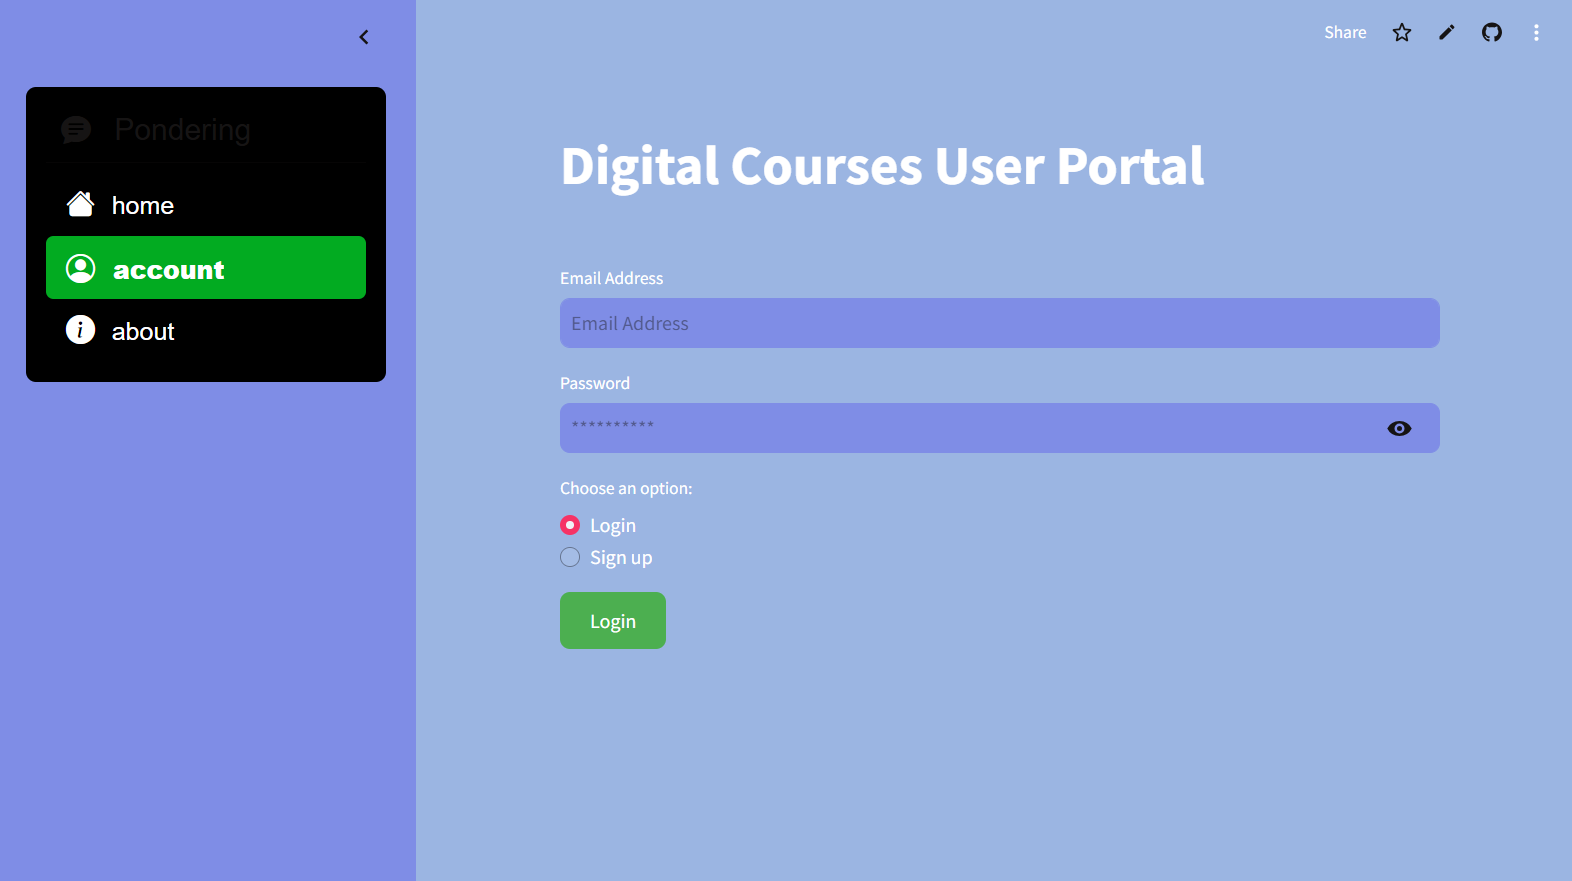 Share
Pondering
home
account
about
Digital Courses User Portal
Email Address
Email Address
Password
**********
Choose an option:
Login
Sign up
Login